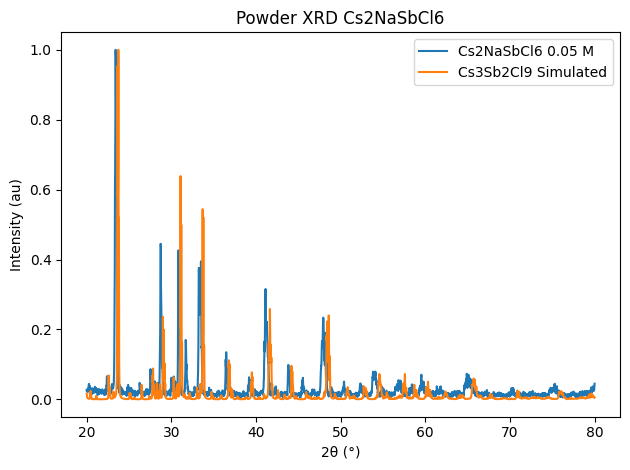 Powder XRD Cs2NaSbCl6
Cs2NaSbCl6 0.05 M
Cs3Sb2Cl9 Simulated
Intensity (au)
1.0
0.8
0.6
0.4
0.2
0.0
20 30 40 50 60 70 80
2θ (°)